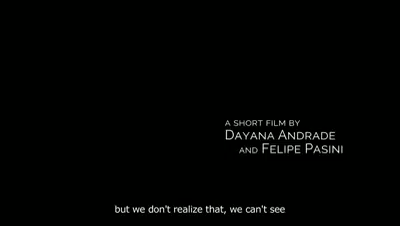 A SHORT FILM BY
DAYANA ANDRADE
AND FELIPE PASINI
but we don't realize that, we can't see